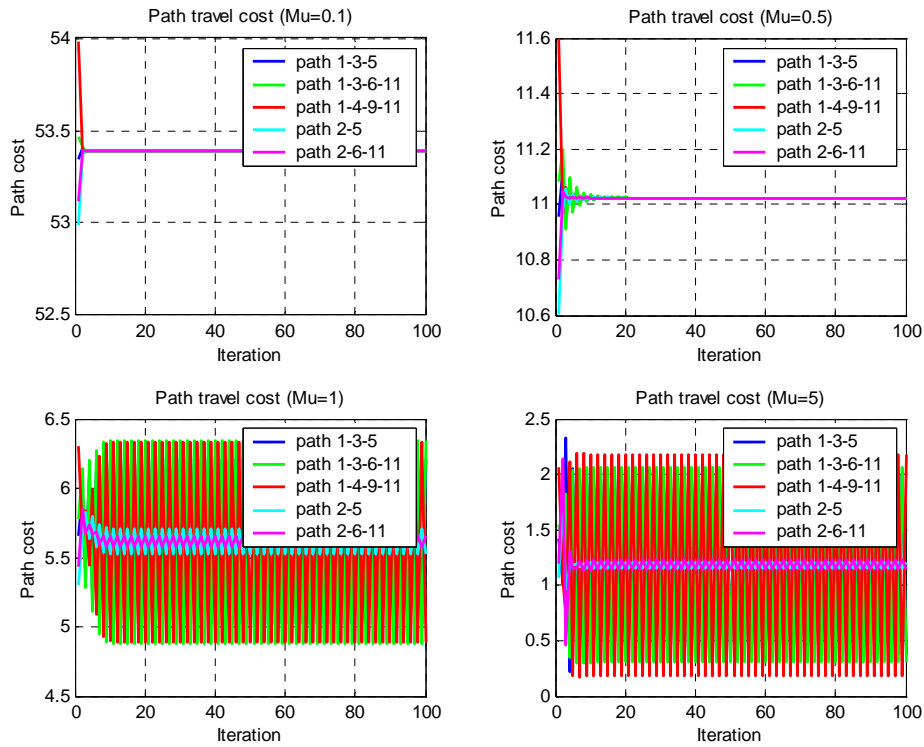 Path travel cost (Mu=0.1)
54
53.5
53
52.5
Path cost
0 20 40 60 80 100
Iteration
path 1-3-5
path 1-3-6-11
path 1-4-9-11
path 2-5
path 2-6-11
Path travel cost (Mu=0.5)
11.6
11.4
11.2
11
10.8
10.6
Path cost
0 20 40 60 80 100
Iteration
path 1-3-5
path 1-3-6-11
path 1-4-9-11
path 2-5
path 2-6-11
Path travel cost (Mu=1)
6.5
6
5.5
5
4.5
Path cost
0 20 40 60 80 100
Iteration
path 1-3-5
path 1-3-6-11
path 1-4-9-11
path 2-5
path 2-6-11
Path travel cost (Mu=5)
2.5
2
1.5
1
0.5
0
Path cost
0 20 40 60 80 100
Iteration
path 1-3-5
path 1-3-6-11
path 1-4-9-11
path 2-5
path 2-6-11